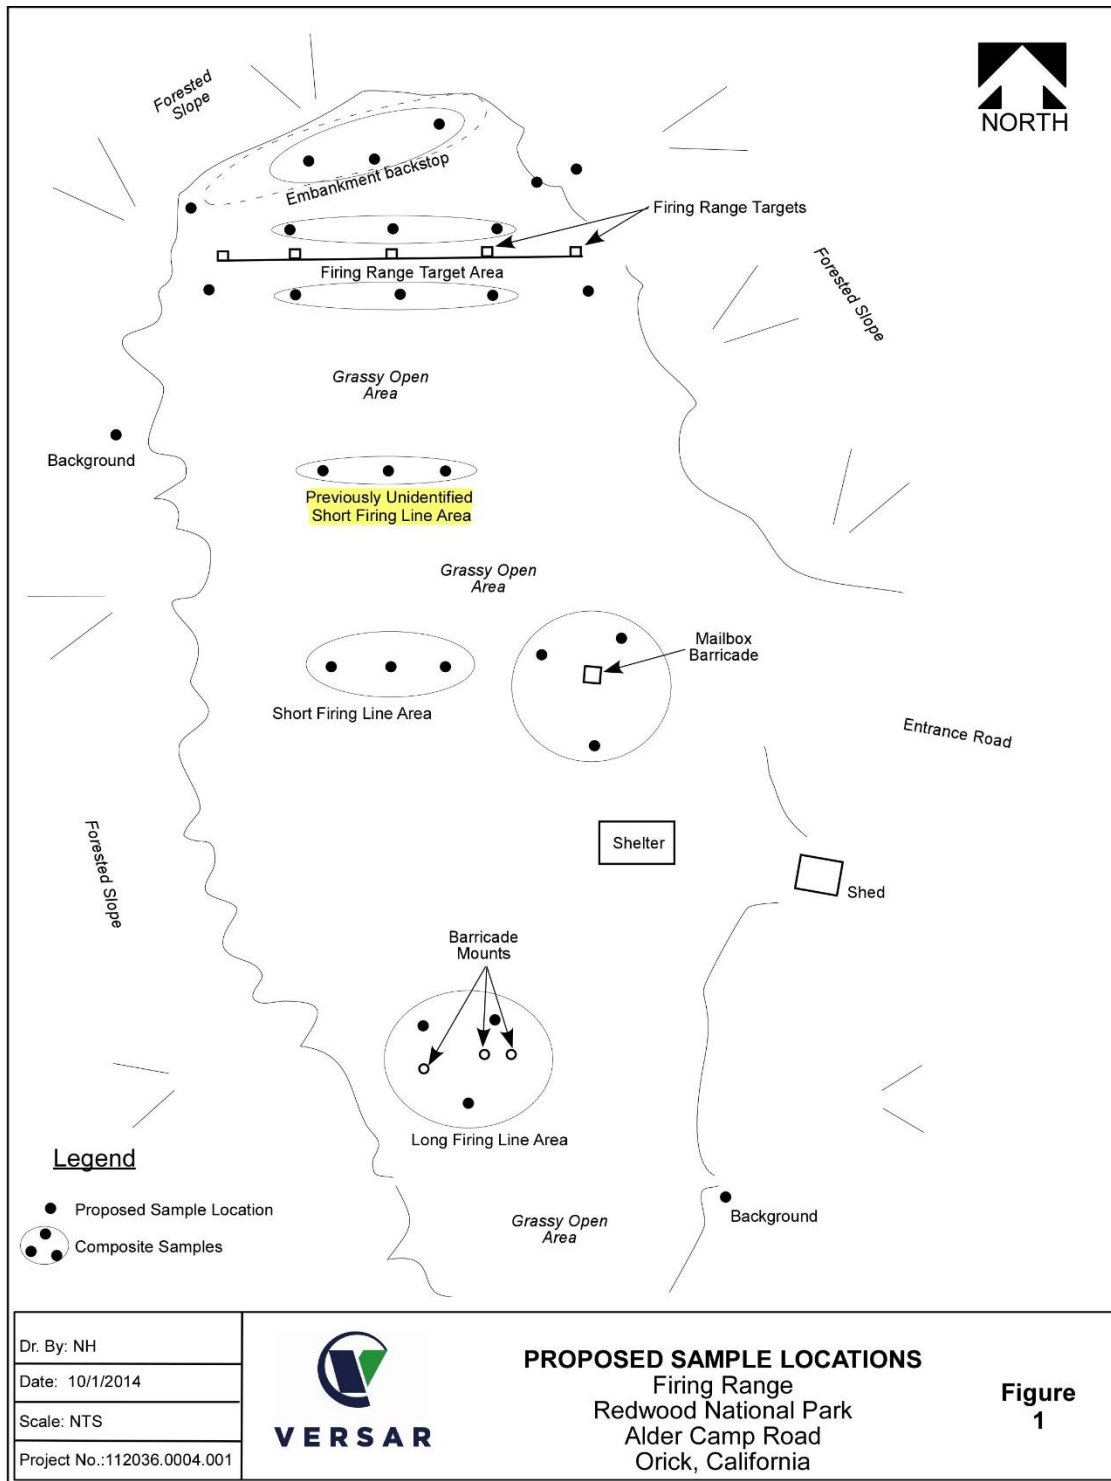 Forested
Slope
NORTH
Embankment backstop
Firing Range Targets
Firing Range Target Area
Forested Slope
Grassy Open
Area
Background
Previously Unidentified
Short Firing Line Area
Grassy Open
Area
Mailbox
Barricade
Short Firing Line Area
Entrance Road
Forested Slope
Shelter
Shed
Barricade
Mounts
Long Firing Line Area
Legend
Proposed Sample Location
Composite Samples
Grassy Open
Area
Background
Dr. By: NH
Date: 10/1/2014
Scale: NTS
Project No.:112036.0004.001
VERSAR
PROPOSED SAMPLE LOCATIONS
Firing Range
Redwood National Park
Alder Camp Road
Orick, California
Figure
1